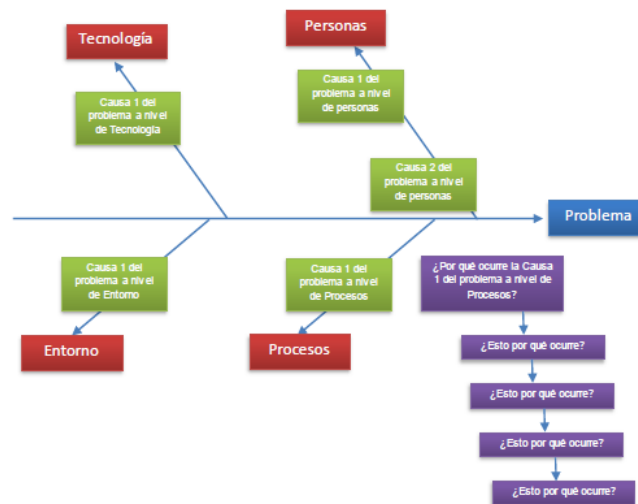 Tecnología
Personas
Causa 1 del
problema a nivel
de Tecnología
Causa 1 del
problema a nivel
de personas
Causa 2 del
problema a nivel
de personas
Problema
Causa 1 del
problema a nivel
de Entorno
Causa 1 del
problema a nivel
de Procesos
¿Por qué ocurre la Causa
1 del problema a nivel de
Procesos?
Entorno
Procesos
¿Esto por qué ocurre?
¿Esto por qué ocurre?
¿Esto por qué ocurre?
¿Esto por qué ocurre?